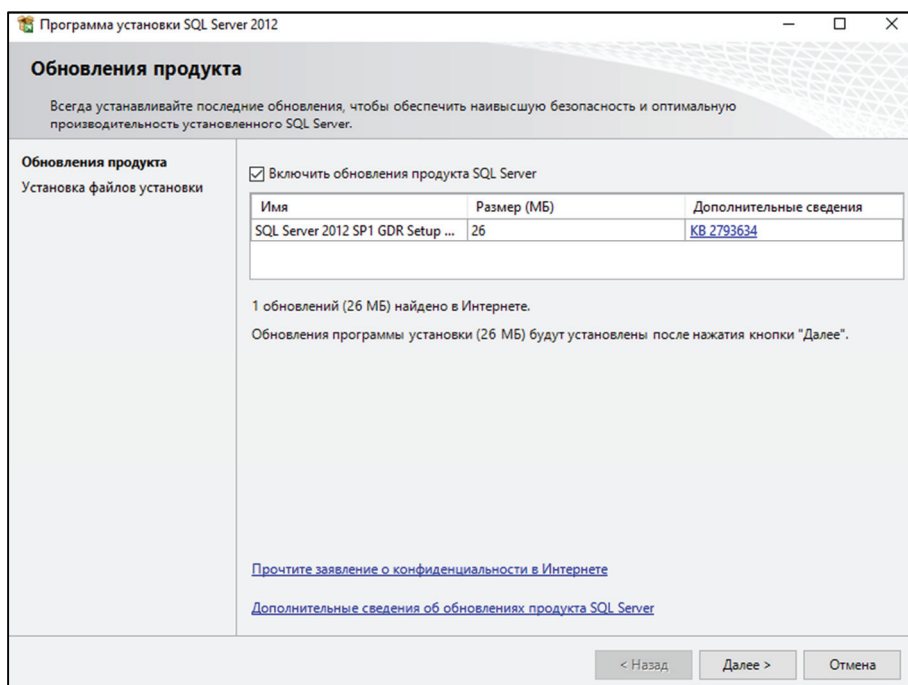 Программа установки SQL Server 2012
Обновления продукта
Всегда устанавливайте последние обновления, чтобы обеспечить наивысшую безопасность и оптимальную
производительность установленного SQL Server.
Обновления продукта
Установка файлов установки
Включить обновления продукта SQL Server
Имя Размер (МБ) Дополнительные сведения
SQL Server 2012 SP1 GDR Setup ... 26 KB 2793634
1 обновлений (26 МБ) найдено в Интернете.
Обновления программы установки (26 МБ) будут установлены после нажатия кнопки "Далее".
Прочтите заявление о конфиденциальности в Интернете
Дополнительные сведения об обновлениях продукта SQL Server
< Назад Далее > Отмена